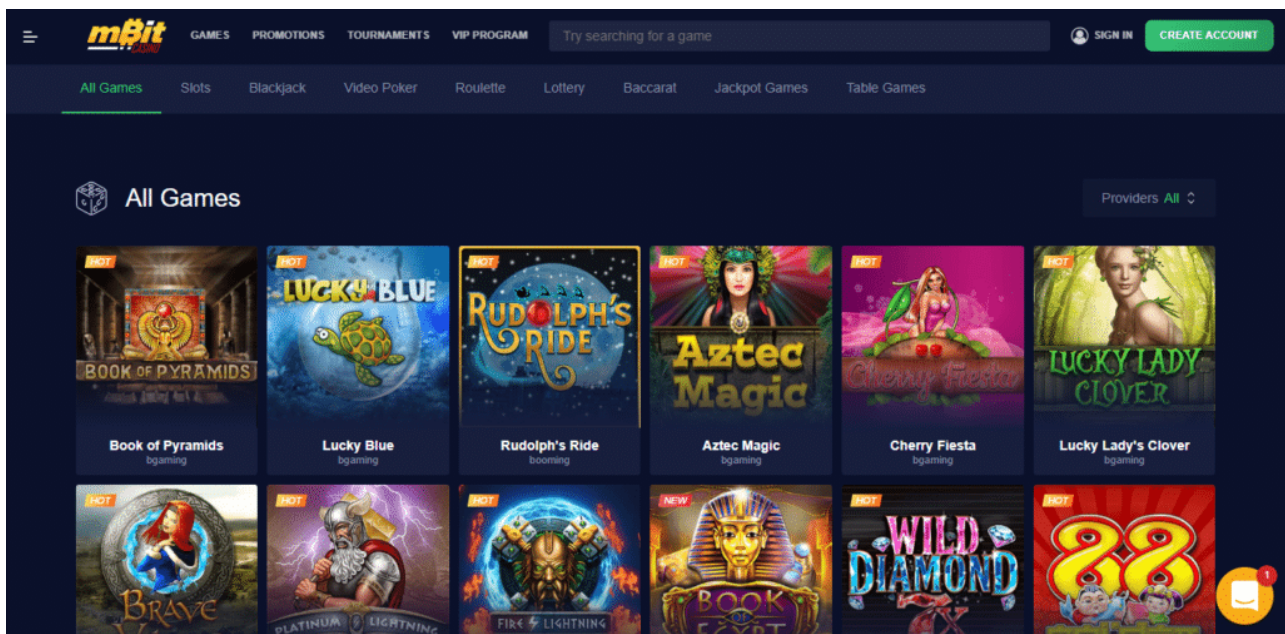 mBit CASINO GAMES PROMOTIONS TOURNAMENTS VIP PROGRAM Try searching for a game SIGN IN CREATE ACCOUNT
All Games Slots Blackjack Video Poker Roulette Lottery Baccarat Jackpot Games Table Games
All Games Providers All
HOT HOT HOT HOT HOT HOT
BOOK OF PYRAMIDS
LUCKY BLUE
RUDOLPH'S
RIDE
Aztec
Magic
Cherry Fiesta
LUCKY LADY
CLOVER
Book of Pyramids Lucky Blue Rudolph's Ride Aztec Magic Cherry Fiesta Lucky Lady's Clover
bgaming bgaming booming bgaming bgaming bgaming
HOT HOT HOT NEW HOT HOT
BRAVE
PLATINUM LIGHTNING
FIRE LIGHTNING
BOOK
OF
EGYPT
WILD
DIAMOND
7X
88
1